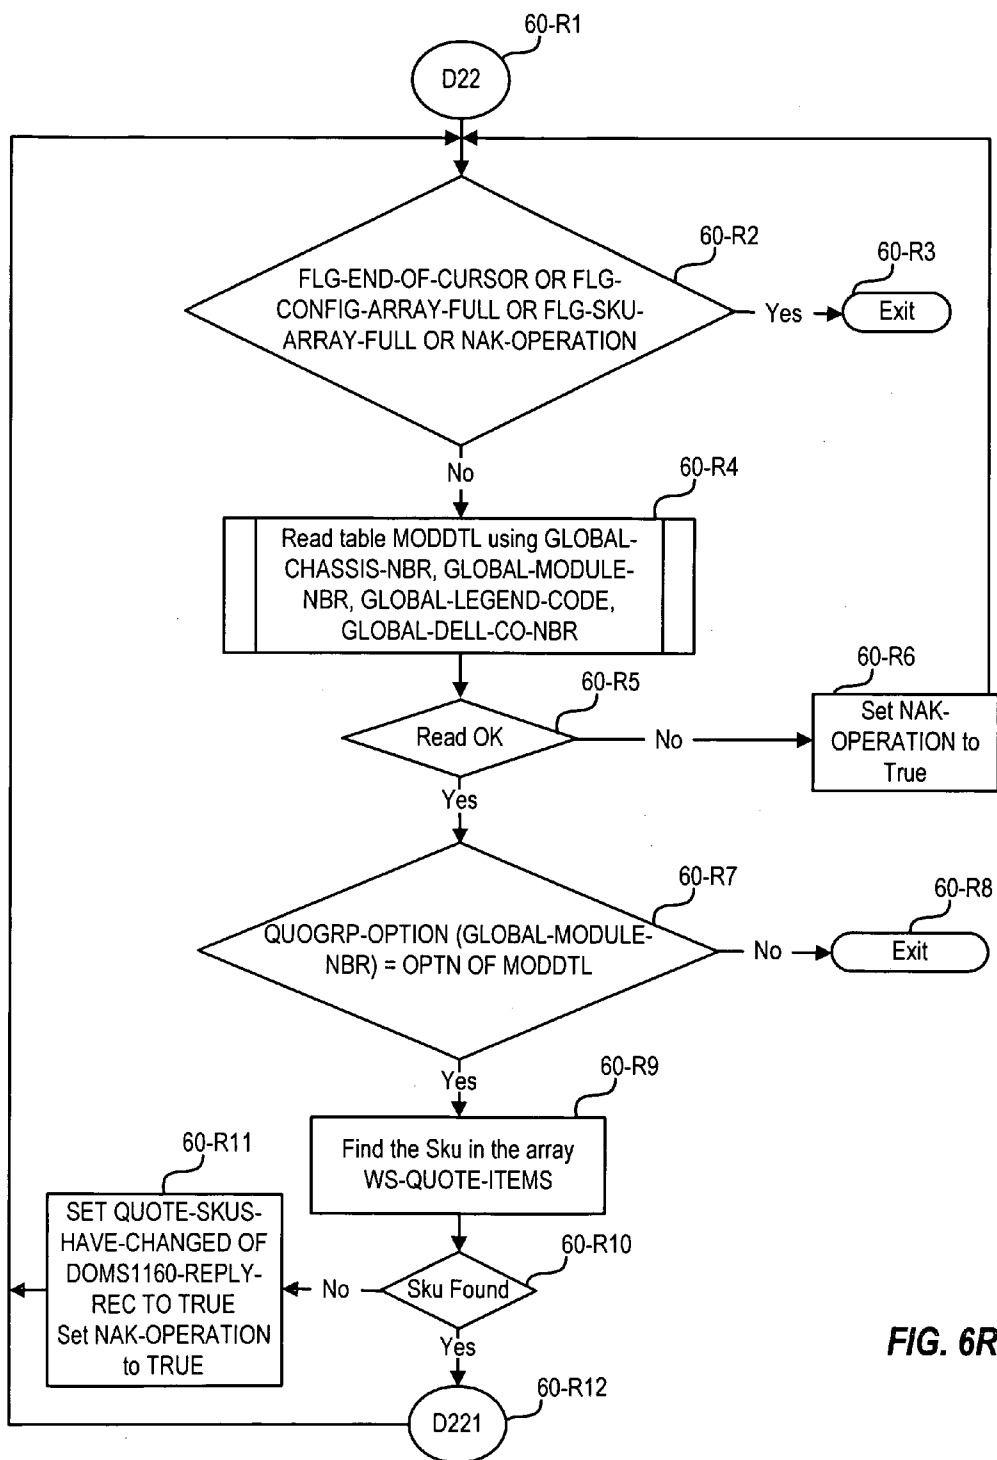 60-R1
D22
60-R2
FLG-END-OF-CURSOR OR FLG-
CONFIG-ARRAY-FULL OR FLG-SKU-
ARRAY-FULL OR NAK-OPERATION
Yes
60-R3
Exit
No
60-R4
Read table MODDTL using GLOBAL-
CHASSIS-NBR, GLOBAL-MODULE-
NBR, GLOBAL-LEGEND-CODE,
GLOBAL-DELL-CO-NBR
60-R5
Read OK
No
60-R6
Set NAK-
OPERATION to
True
Yes
60-R7
QUOGRP-OPTION (GLOBAL-MODULE-
NBR) = OPTN OF MODDTL
No
60-R8
Exit
Yes
60-R9
Find the Sku in the array
WS-QUOTE-ITEMS
60-R10
Sku Found
No
60-R11
SET QUOTE-SKUS-
HAVE-CHANGED OF
DOMS1160-REPLY-
REC TO TRUE
Set NAK-OPERATION
to TRUE
Yes
60-R12
D221
FIG. 6R